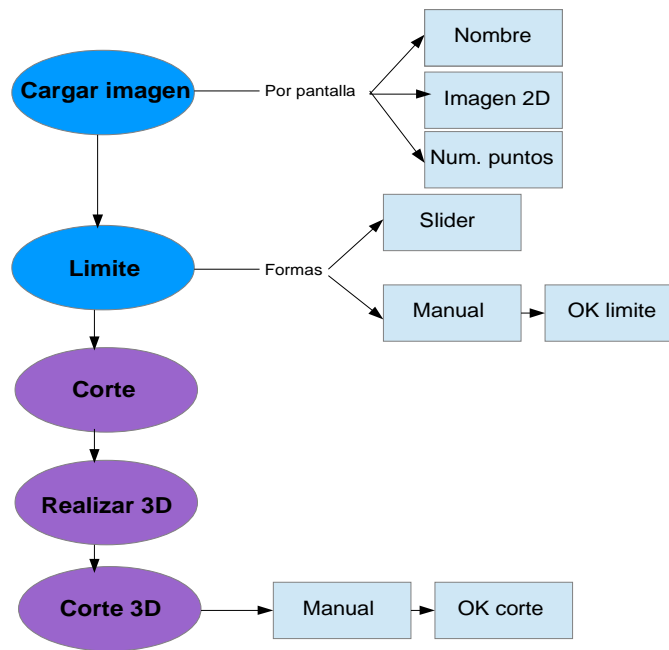 Nombre
Cargar imagen
Por pantalla
Imagen 2D
Num. puntos
Slider
Limite
Formas
Manual
OK limite
Corte
Realizar 3D
Corte 3D
Manual
OK corte